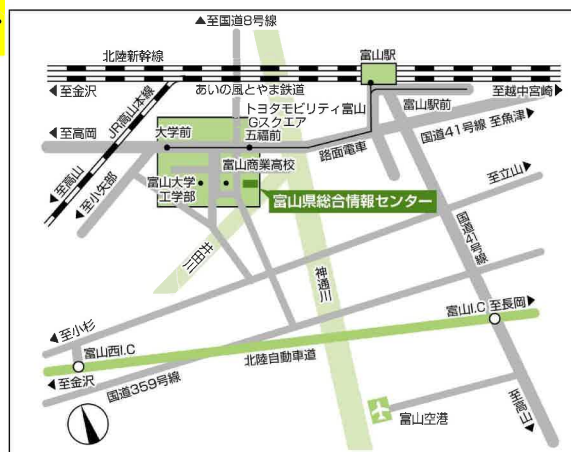 ▲至国道8号線
北陸新幹線
富山駅
◀至金沢
あいの風とやま鉄道
至越中宮崎▶
JR高山本線
トヨタモビリティ富山
Gスクエア
五福前
富山駅前
◀至高岡
大学前
路面電車
国道41号線 至魚津▶
◀至高山
◀至小矢部
富山商業高校
富山大学
工学部
富山県総合情報センター
至立山▶
井田川
神通川
国道41号線
◀至小杉
富山西I.C
富山I.C 至長岡▶
◀至金沢
北陸自動車道
国道359号線
富山空港
至高山▶